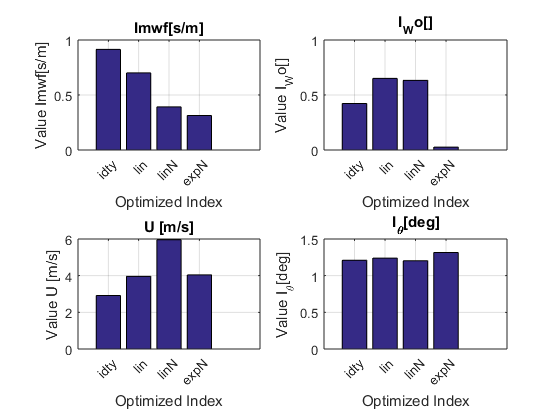 Imwf[s/m]
Value Imwf[s/m]
1
0.5
0
idty lin linN expN
Optimized Index
I_Wo[]
Value I_Wo[]
1
0.5
0
idty lin linN expN
Optimized Index
U [m/s]
Value U [m/s]
6
4
2
0
idty lin linN expN
Optimized Index
I_θ[deg]
Value I_θ[deg]
1.5
1
0.5
0
idty lin linN expN
Optimized Index